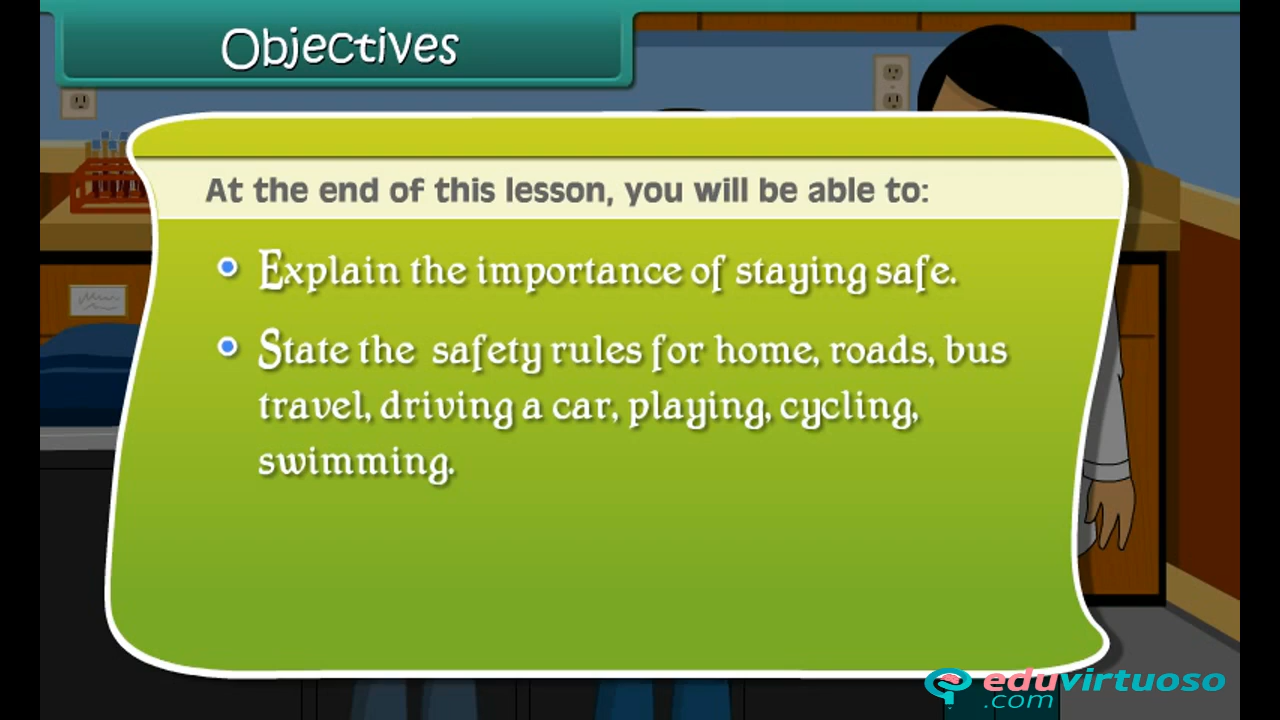 Objectives
At the end of this lesson, you will be able to:
Explain the importance of staying safe.
State the safety rules for home, roads, bus
travel, driving a car, playing, cycling,
swimming.
eduvirtuoso
.com